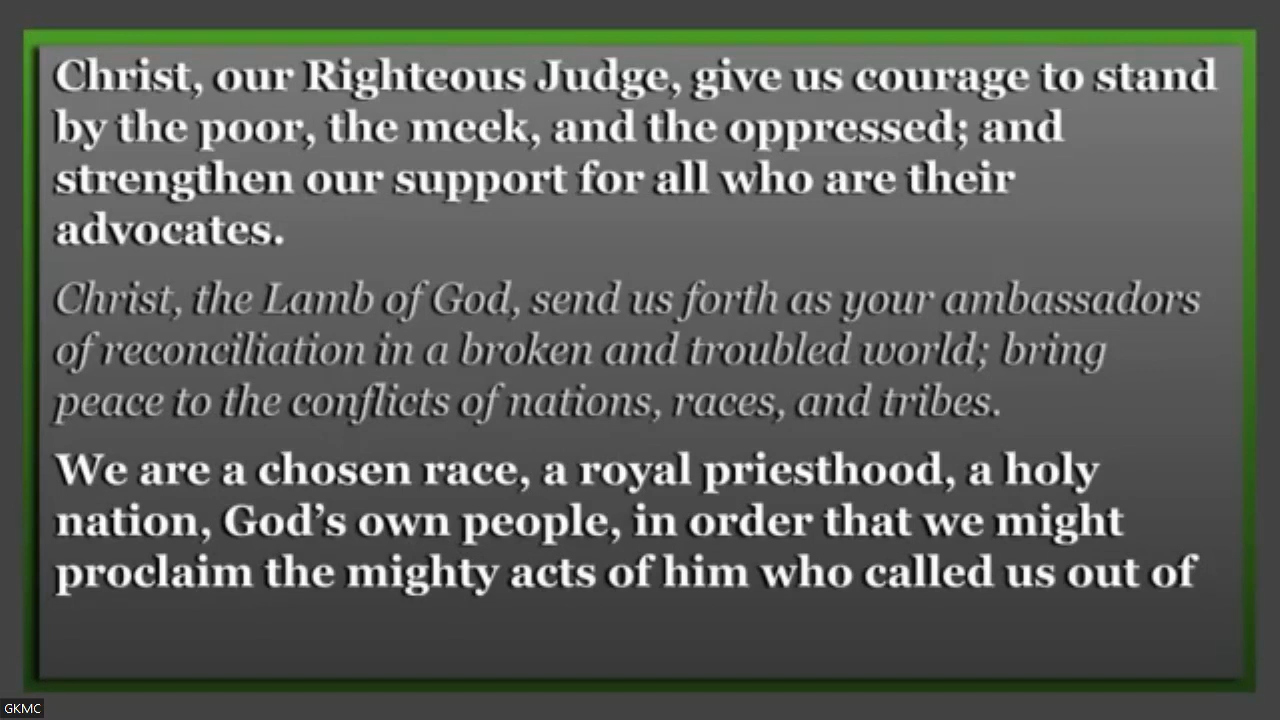 Christ, our Righteous Judge, give us courage to stand
by the poor, the meek, and the oppressed; and
strengthen our support for all who are their
advocates.
Christ, the Lamb of God, send us forth as your ambassadors
of reconciliation in a broken and troubled world; bring
peace to the conflicts of nations, races, and tribes.
We are a chosen race, a royal priesthood, a holy
nation, God’s own people, in order that we might
proclaim the mighty acts of him who called us out of
GKMC